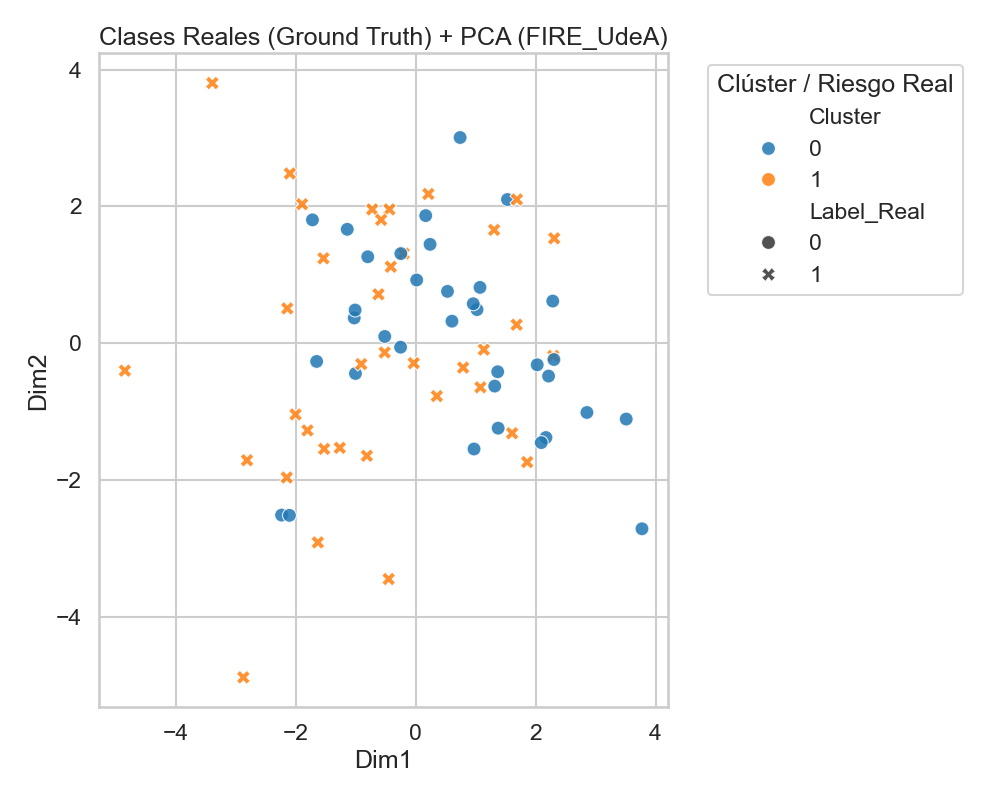 Clases Reales (Ground Truth) + PCA (FIRE_UdeA)
Clúster / Riesgo Real
Cluster
0
1
Label_Real
0
1
4
2
0
−2
−4
Dim2
−4
−2
0
2
4
Dim1